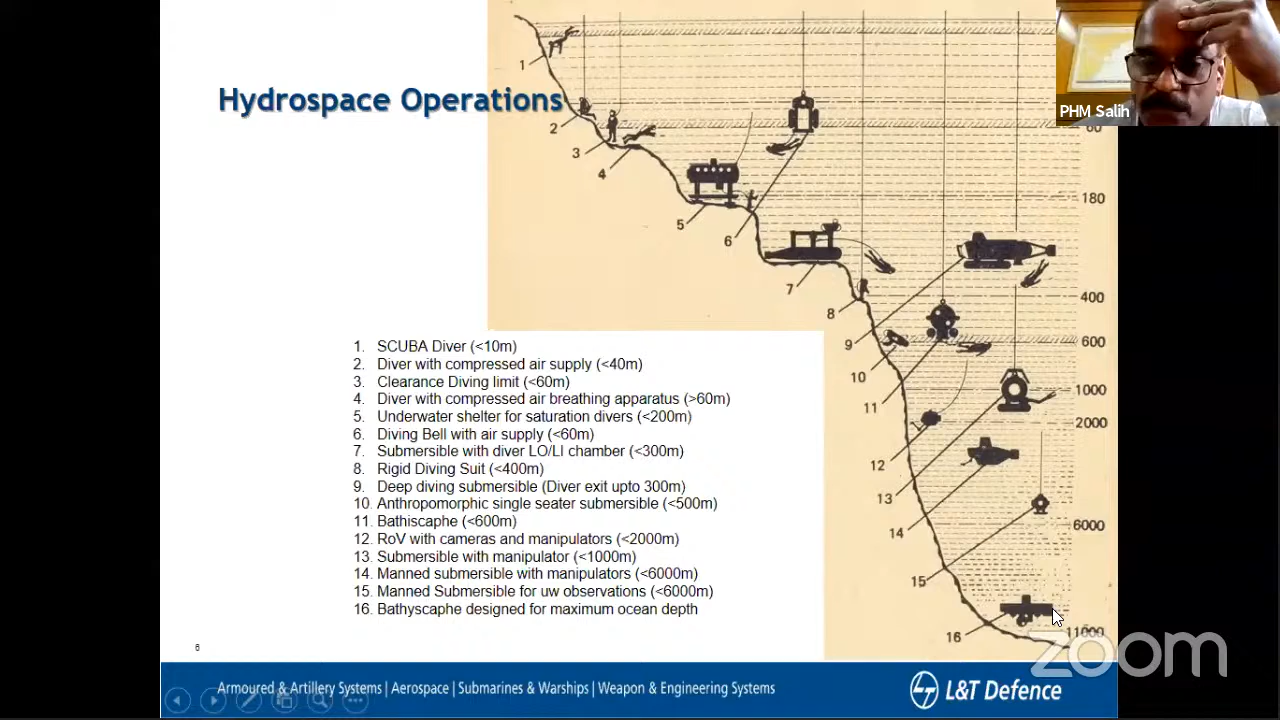 Hydrospace Operations
PHM Salih
1
2
3
4
5
6
7
8
9
10
11
12
13
14
15
16
60
180
400
600
1000
2000
6000
11000
1. SCUBA Diver (<10m)
2. Diver with compressed air supply (<40m)
3. Clearance Diving limit (<60m)
4. Diver with compressed air breathing apparatus (>60m)
5. Underwater shelter for saturation divers (<200m)
6. Diving Bell with air supply (<60m)
7. Submersible with diver LO/LI chamber (<300m)
8. Rigid Diving Suit (<400m)
9. Deep diving submersible (Diver exit upto 300m)
10. Anthropomorphic single seater submersible (<500m)
11. Bathiscaphe (<600m)
12. RoV with cameras and manipulators (<2000m)
13. Submersible with manipulator (<1000m)
14. Manned submersible with manipulators (<6000m)
15. Manned Submersible for uw observations (<6000m)
16. Bathyscaphe designed for maximum ocean depth
6
zoom
Armoured & Artillery Systems | Aerospace | Submarines & Warships | Weapon & Engineering Systems
L&T Defence